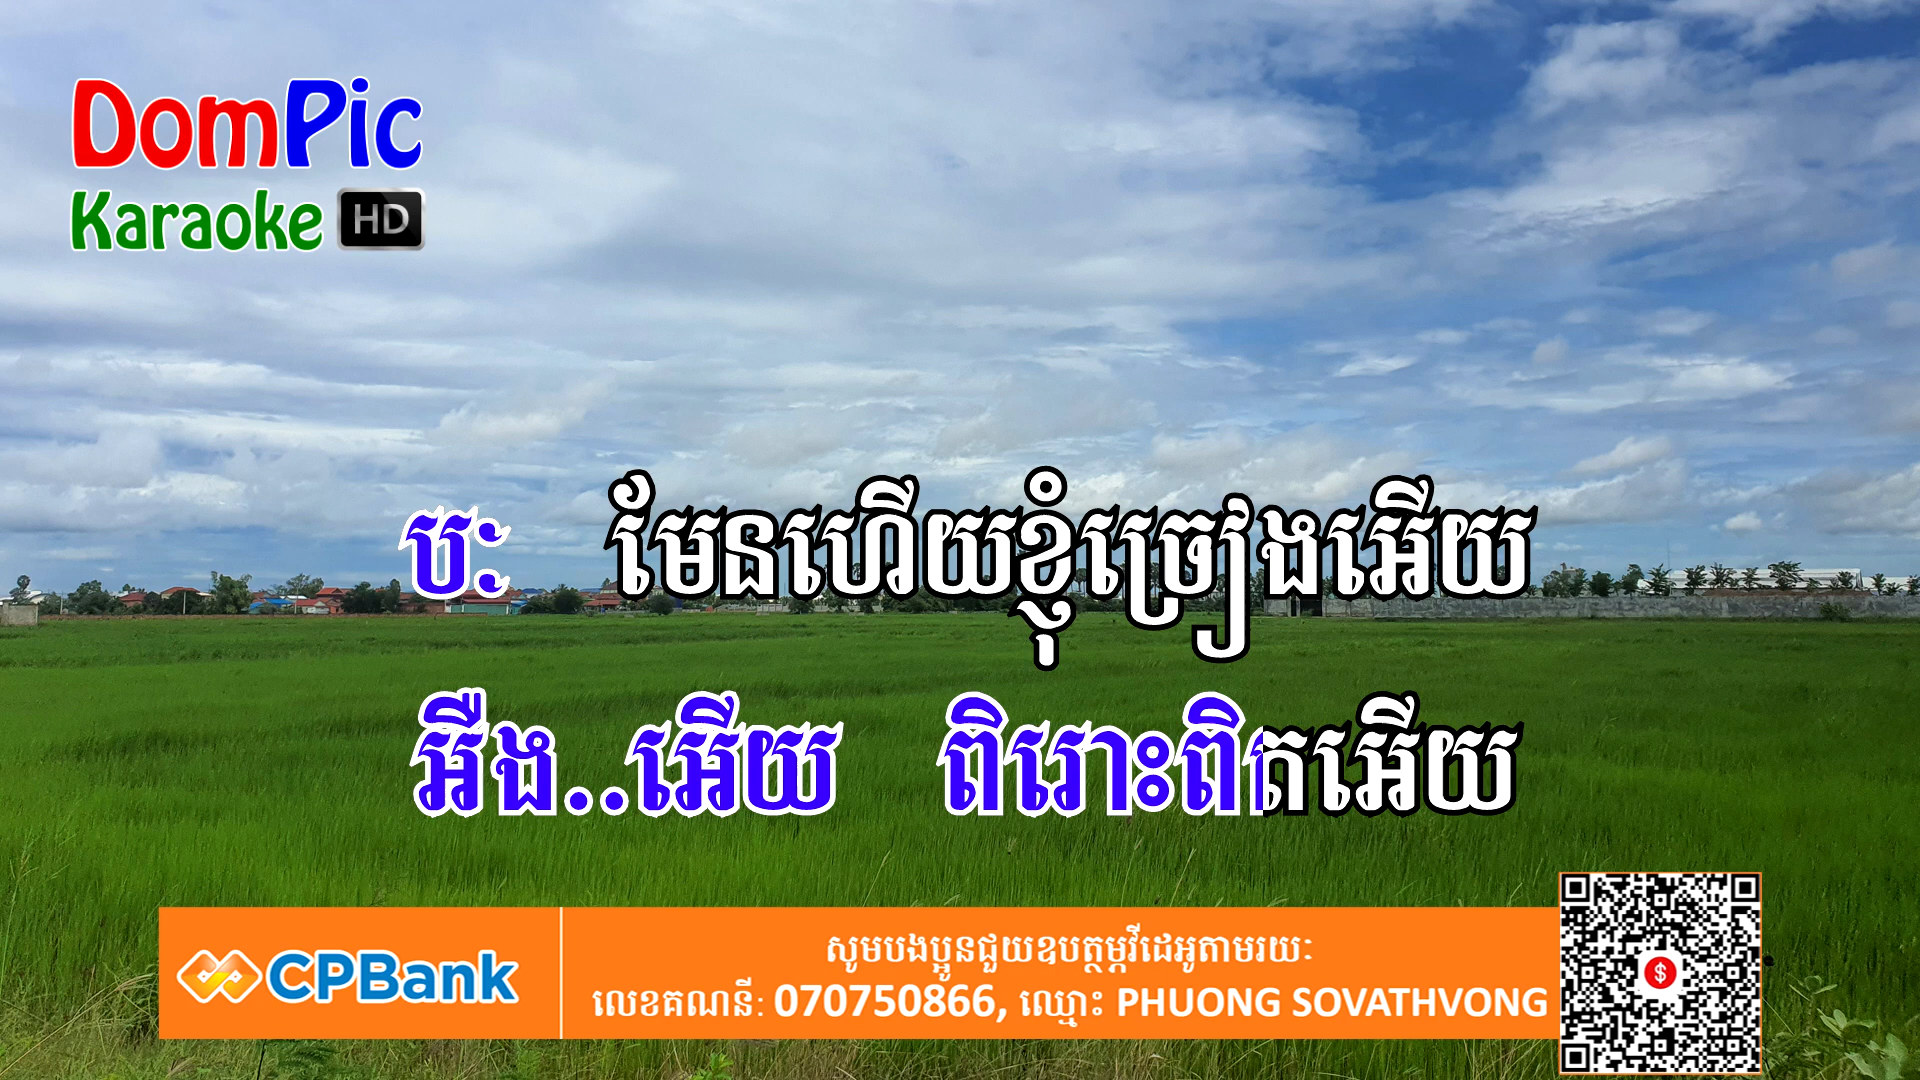 DomPic
Karaoke HD
បៈ មែនហើយខ្ញុំច្រៀងអើយ
អឺង..អើយ ពិរោះពិតអើយ
CPBank
សូមបងប្អូនជួយឧបត្ថម្ភវីដេអូតាមរយៈ
លេខគណនី: 070750866, ឈ្មោះ PHUONG SOVATHVONG